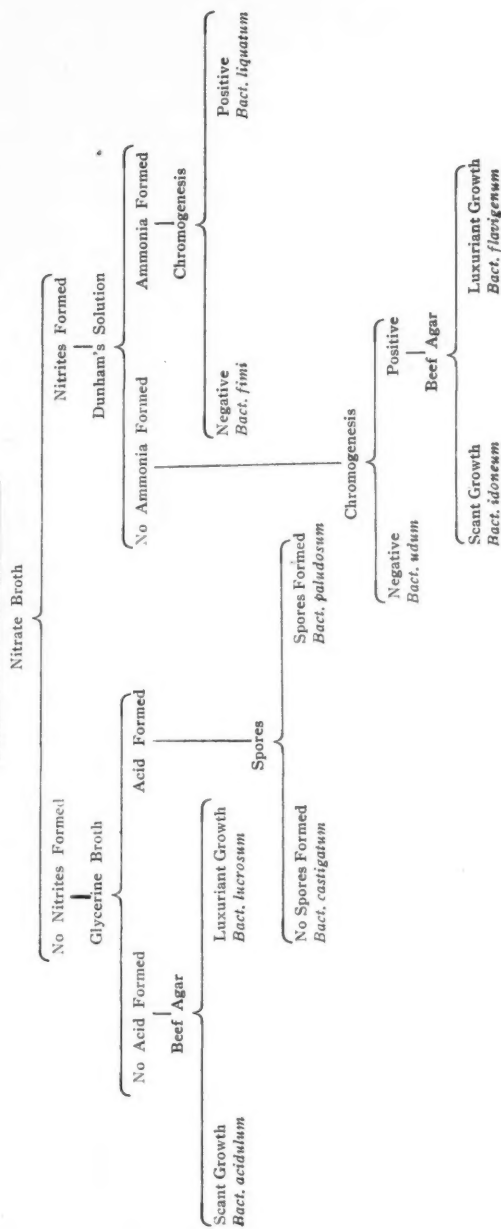 Nitrate Broth
No Nitrites Formed
Nitrites Formed
Glycerine Broth
Dunham's Solution
No Acid Formed
Acid Formed
No Ammonia Formed
Ammonia Formed
Beef Agar
Chromogenesis
Scant Growth
Bact. acidulum
Luxuriant Growth
Bact. lucrosum
Negative
Bact. fimi
Positive
Bact. liquatum
Spores
No Spores Formed
Bact. castigatum
Spores Formed
Bact. paludosum
Chromogenesis
Negative
Bact. udum
Positive
Beef Agar
Scant Growth
Bact. idoneum
Luxuriant Growth
Bact. flavigenum